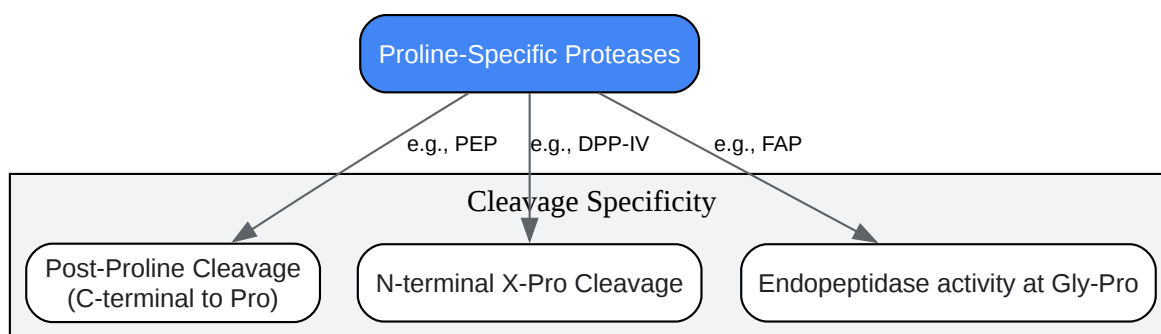 Proline-Specific Proteases
e.g., PEP
e.g., DPP-IV
e.g., FAP
Cleavage Specificity
Post-Proline Cleavage
(C-terminal to Pro)
N-terminal X-Pro Cleavage
Endopeptidase activity at Gly-Pro